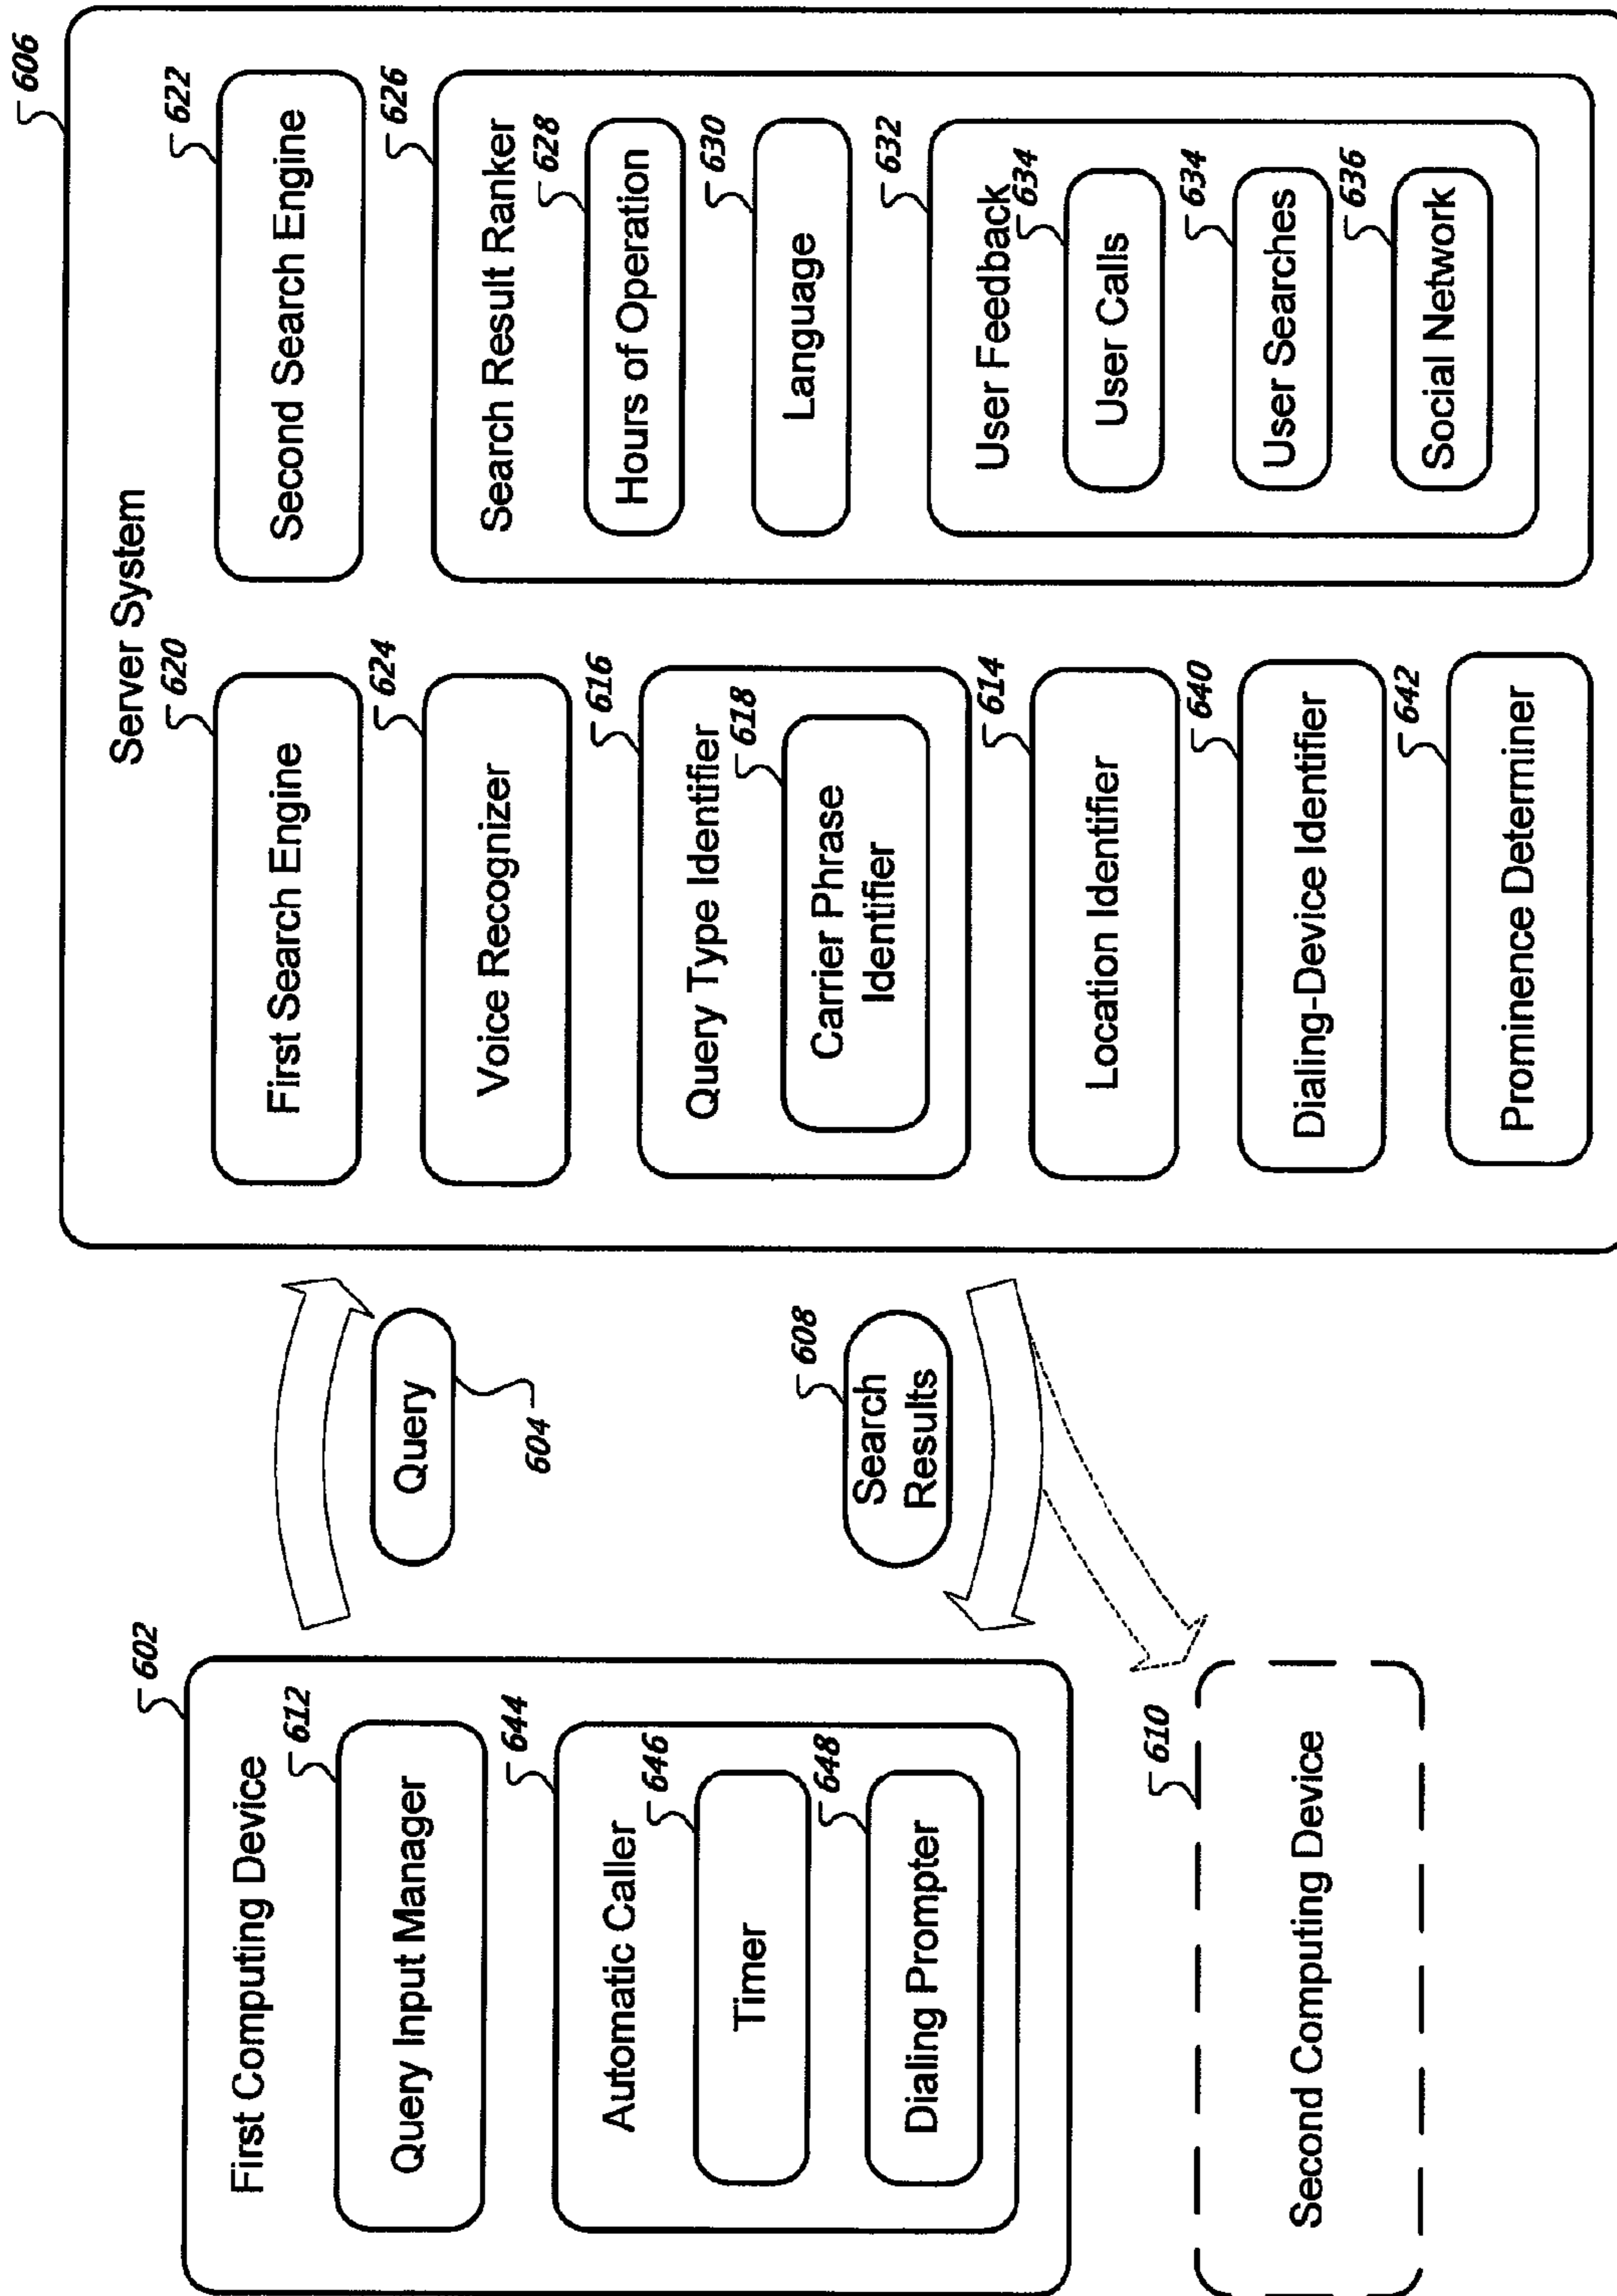 602
First Computing Device
612
Query Input Manager
644
Automatic Caller
646
Timer
648
Dialing Prompter
610
Second Computing Device
Query
604
608
Search
Results
606
Server System
620
First Search Engine
624
Voice Recognizer
616
Query Type Identifier
618
Carrier Phrase
Identifier
614
Location Identifier
640
Dialing-Device Identifier
642
Prominence Determiner
622
Second Search Engine
626
Search Result Ranker
628
Hours of Operation
630
Language
632
User Feedback
634
User Calls
634
User Searches
636
Social Network